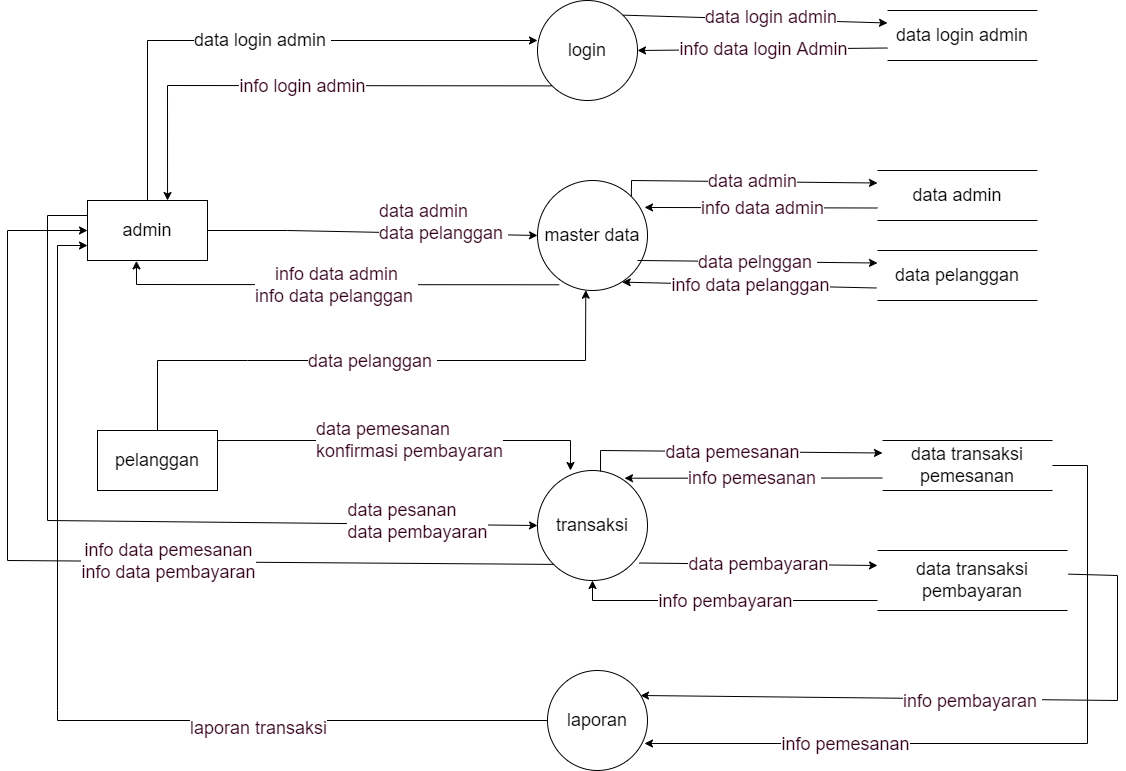 data login admin
login
data login admin
data login admin
info data login Admin
info login admin
admin
data admin
data pelanggan
master data
data admin
info data admin
data admin
info data admin
info data pelanggan
data pelnggan
info data pelanggan
data pelanggan
data pelanggan
pelanggan
data pemesanan
konfirmasi pembayaran
data pemesanan
info pemesanan
data transaksi
pemesanan
data pesanan
data pembayaran
transaksi
info data pemesanan
info data pembayaran
data pembayaran
info pembayaran
data transaksi
pembayaran
laporan transaksi
laporan
info pembayaran
info pemesanan